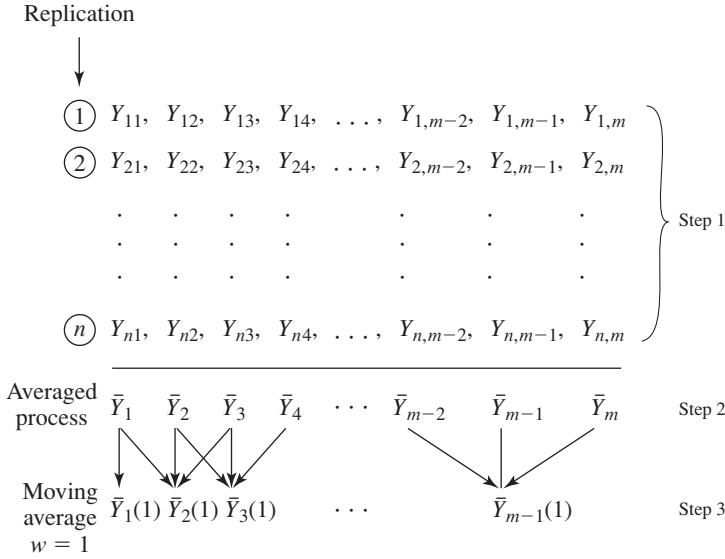 Replication
1 Y₁₁, Y₁₂, Y₁₃, Y₁₄, . . . , Y₁,ₘ₋₂, Y₁,ₘ₋₁, Y₁,ₘ
2 Y₂₁, Y₂₂, Y₂₃, Y₂₄, . . . , Y₂,ₘ₋₂, Y₂,ₘ₋₁, Y₂,ₘ
. . . . . . .
. . . . . . .
Step 1
. . . . . . .
n Yₙ₁, Yₙ₂, Yₙ₃, Yₙ₄, . . . , Yₙ,ₘ₋₂, Yₙ,ₘ₋₁, Yₙ,ₘ
Averaged
process Ȳ₁ Ȳ₂ Ȳ₃ Ȳ₄ · · · Ȳₘ₋₂ Ȳₘ₋₁ Ȳₘ Step 2
Moving
average Ȳ₁(1) Ȳ₂(1) Ȳ₃(1) · · · Ȳₘ₋₁(1) Step 3
w = 1